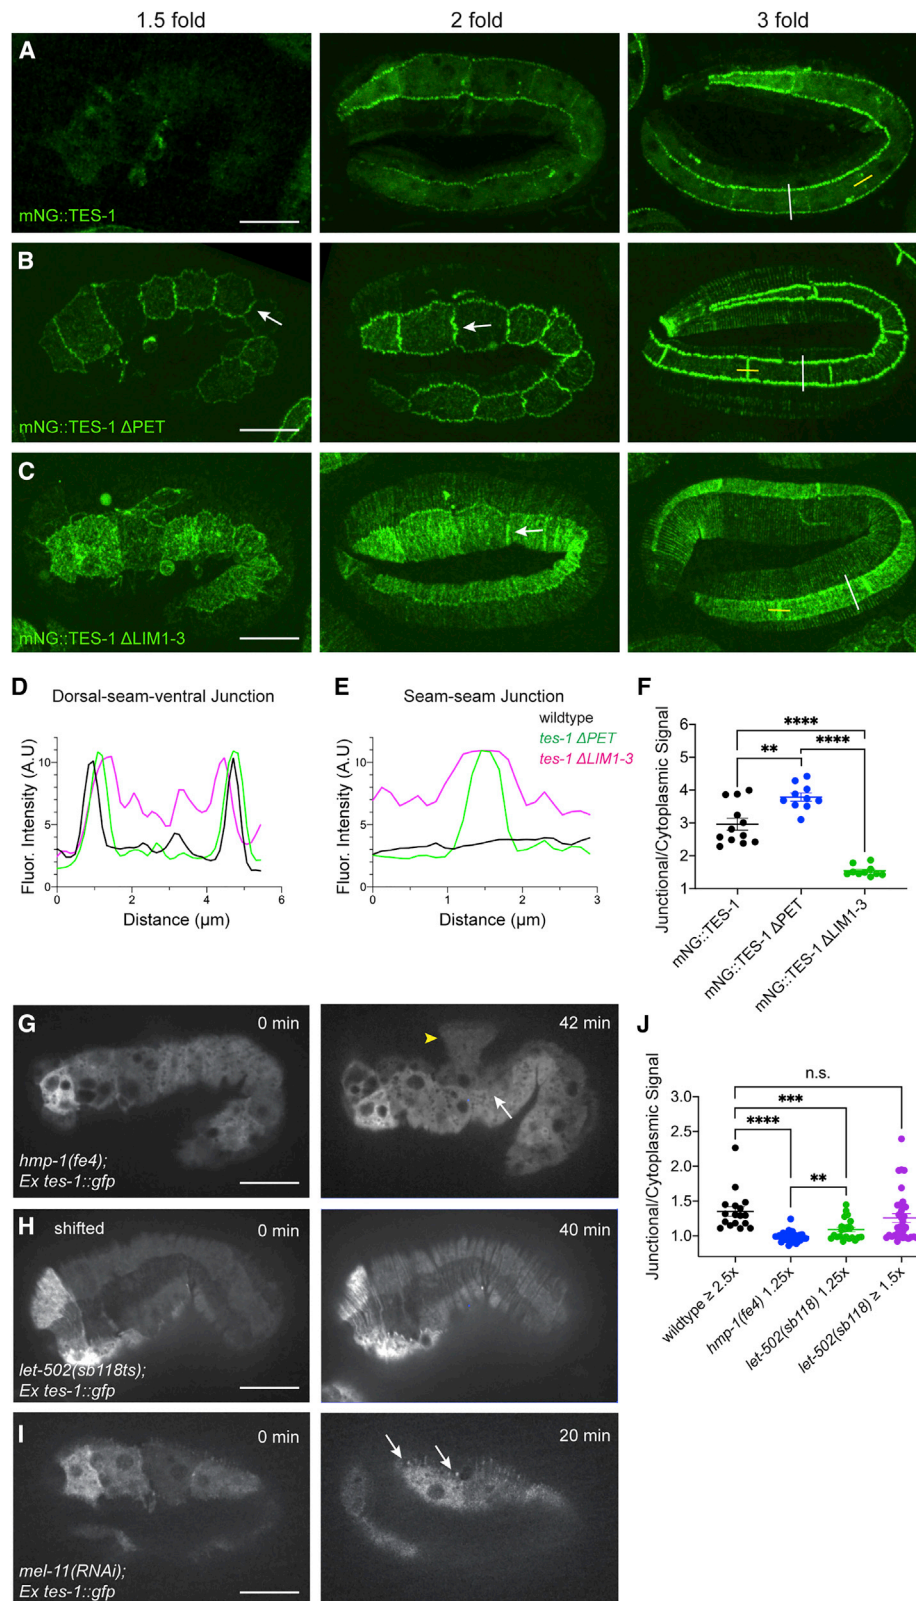 1.5 fold
2 fold
3 fold
A
mNG::TES-1
B
mNG::TES-1 ΔPET
C
mNG::TES-1 ΔLIM1-3
D
Dorsal-seam-ventral Junction
Fluor. Intensity (A.U)
10
5
0
0 2 4 6
Distance (µm)
E
Seam-seam Junction
wildtype
tes-1 ΔPET
tes-1 ΔLIM1-3
Fluor. Intensity (A.U)
10
5
0
0 1 2 3
Distance (µm)
F
Junctional/Cytoplasmic Signal
6
5
4
3
2
1
****
** ****
mNG::TES-1
mNG::TES-1 ΔPET
mNG::TES-1 ΔLIM1-3
G
0 min
hmp-1(fe4);
Ex tes-1::gfp
42 min
H
shifted
0 min
let-502(sb118ts);
Ex tes-1::gfp
40 min
I
0 min
mel-11(RNAi);
Ex tes-1::gfp
20 min
J
Junctional/Cytoplasmic Signal
3.0
2.5
2.0
1.5
1.0
n.s.
***
****
**
wildtype ≥ 2.5x
hmp-1(fe4) 1.25x
let-502(sb118) 1.25x
let-502(sb118) ≥ 1.5x